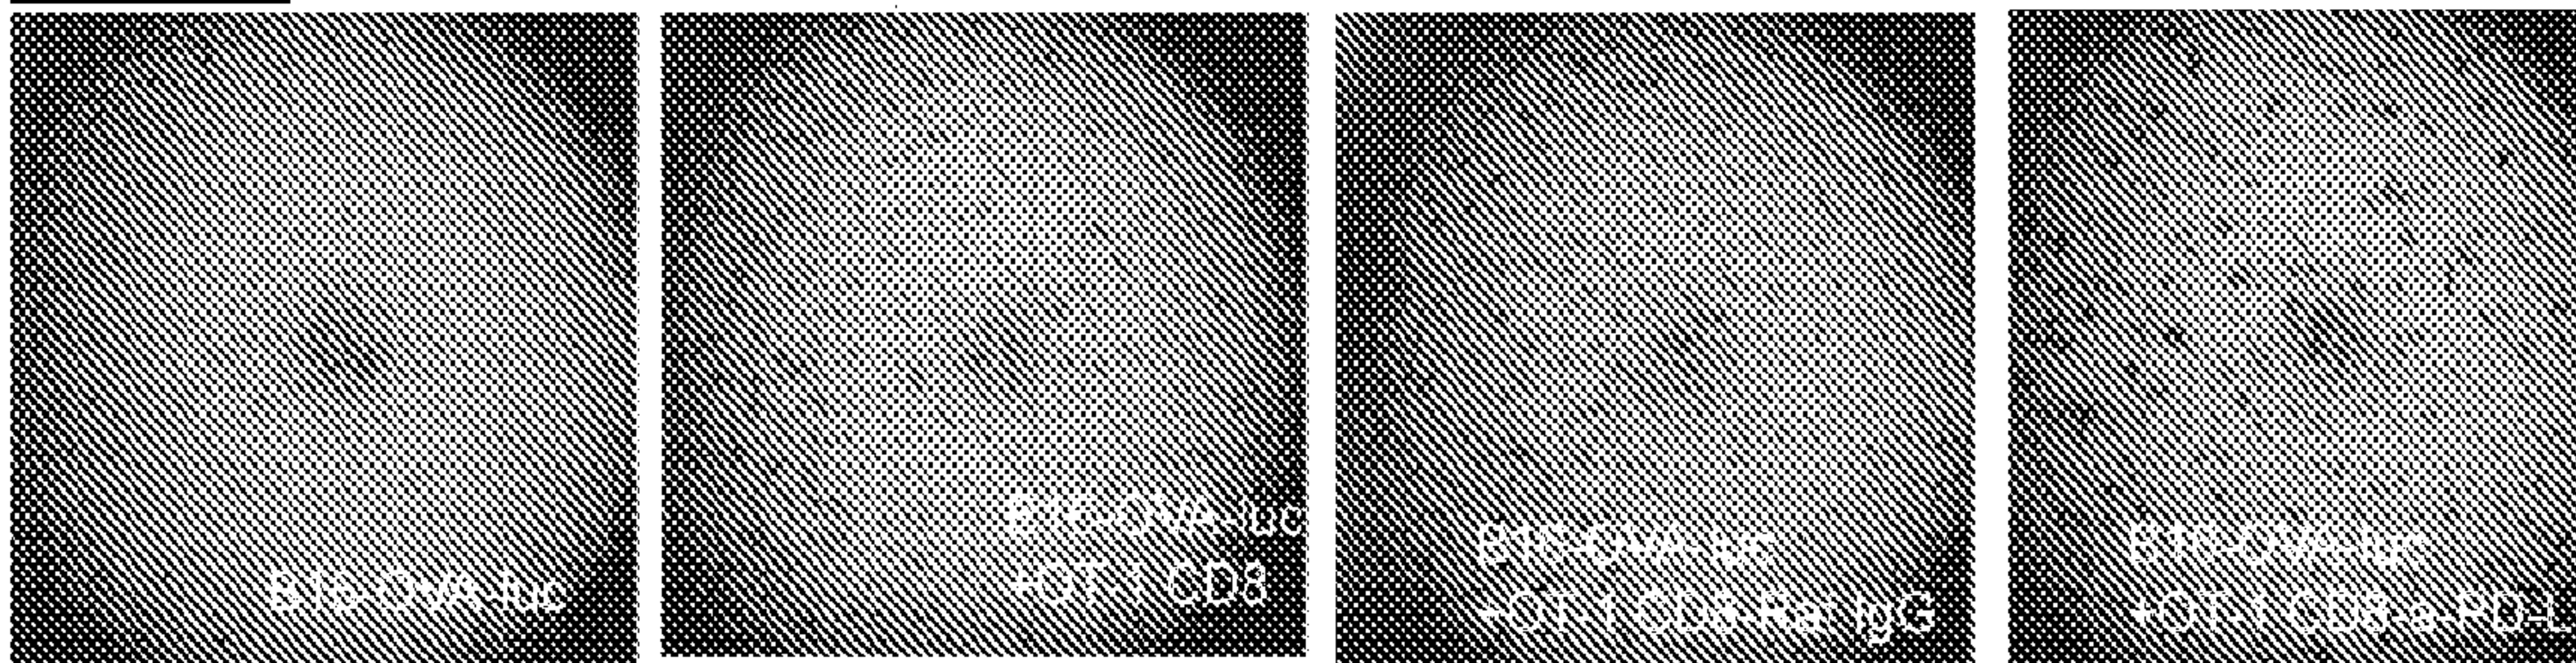 B16-OVA-luc
B16-OVA-luc
+OT-1 CD8
B16-OVA-luc
+OT-1 CD8-Rat IgG
B16-OVA-luc
+OT-1 CD8-a-PD-L